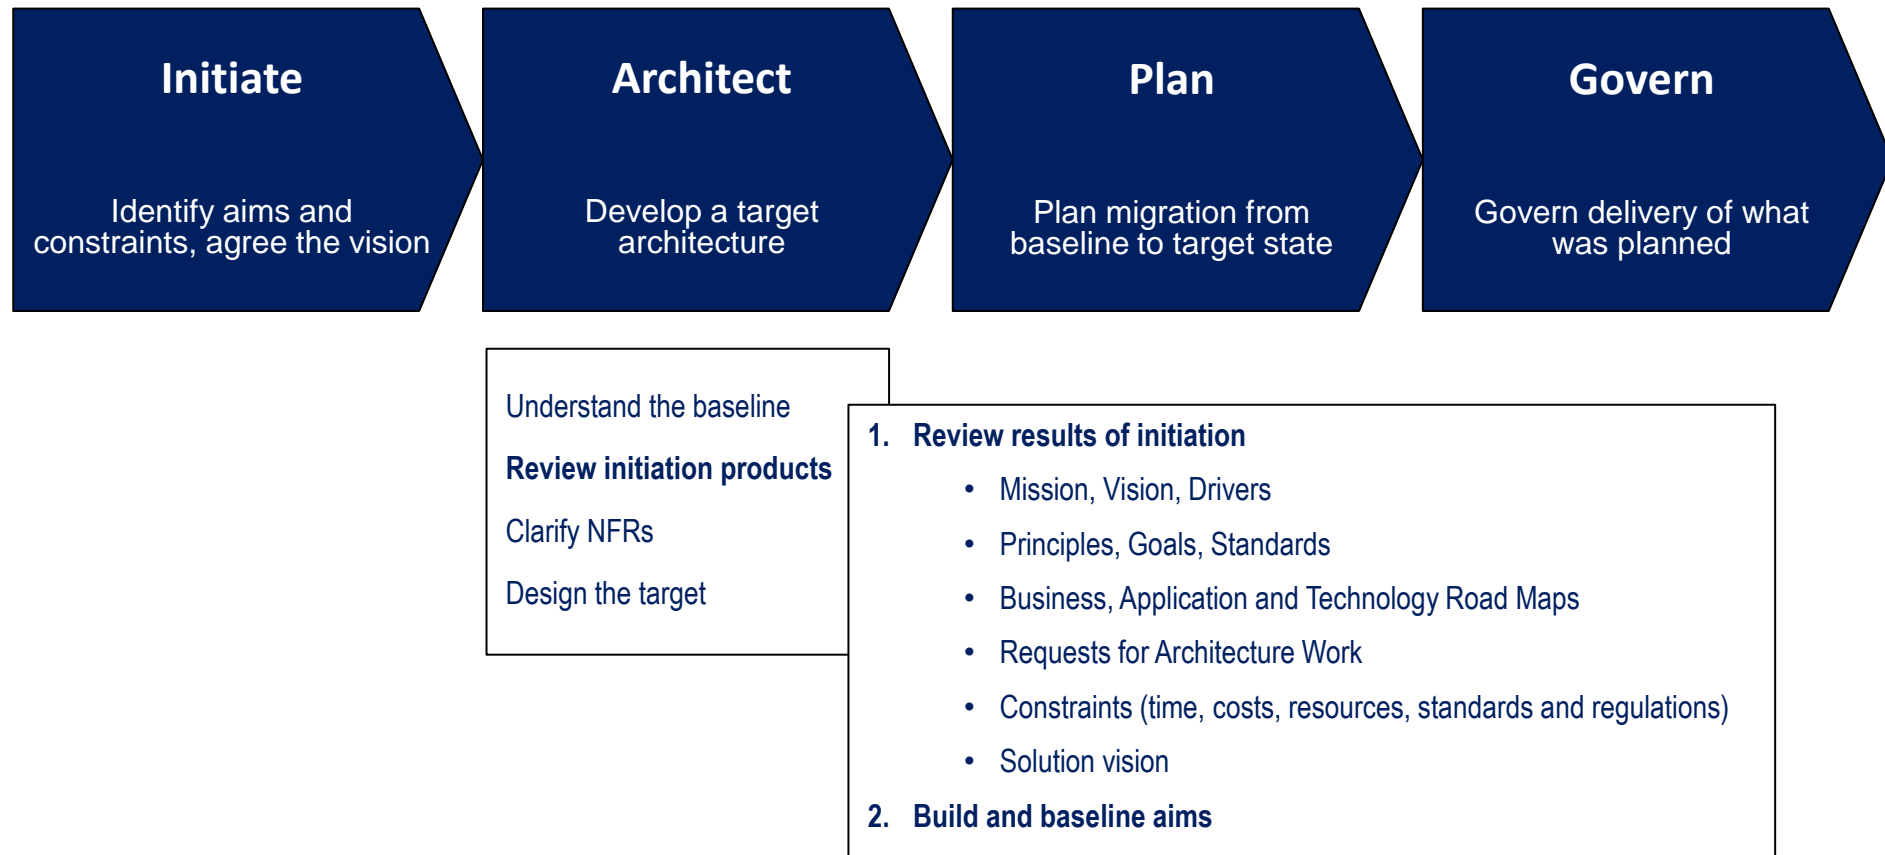 Initiate
Identify aims and
constraints, agree the vision
Architect
Develop a target
architecture
Plan
Plan migration from
baseline to target state
Govern
Govern delivery of what
was planned
Understand the baseline
Review initiation products
Clarify NFRs
Design the target
1. Review results of initiation
• Mission, Vision, Drivers
• Principles, Goals, Standards
• Business, Application and Technology Road Maps
• Requests for Architecture Work
• Constraints (time, costs, resources, standards and regulations)
• Solution vision
2. Build and baseline aims